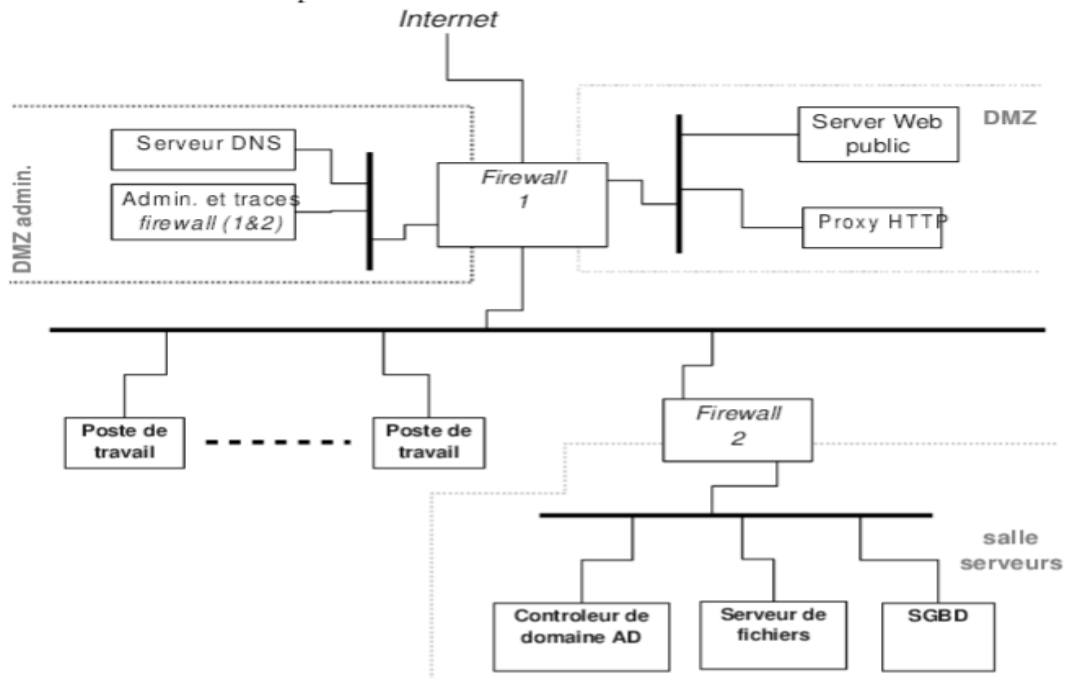 Internet
DMZ admin.
Serveur DNS
Admin. et traces
firewall (1&2)
Firewall
1
DMZ
Server Web
public
Proxy HTTP
Poste de
travail
Poste de
travail
Firewall
2
salle
serveurs
Controleur de
domaine AD
Serveur de
fichiers
SGBD